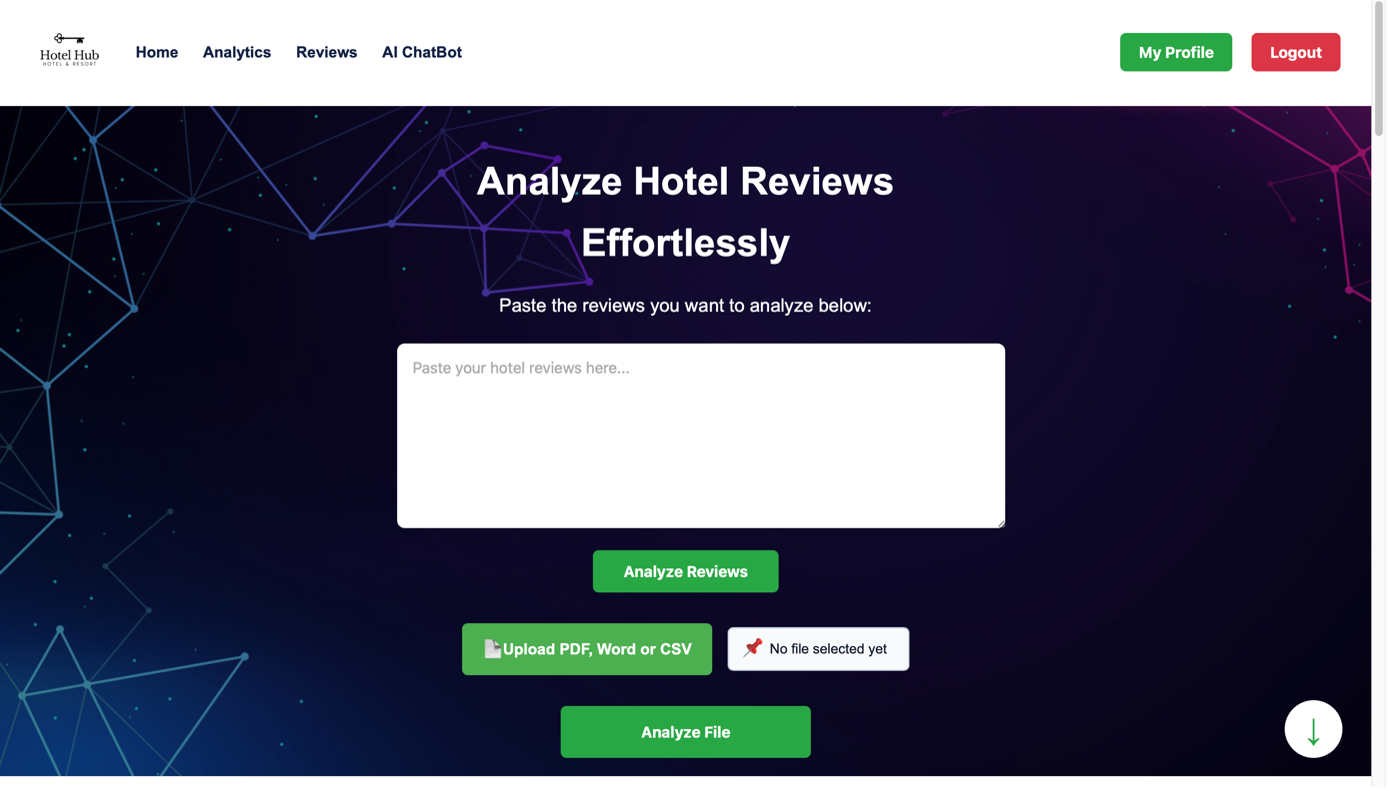 Hotel Hub
HOTEL & RESORT
Home
Analytics
Reviews
AI ChatBot
My Profile
Logout
Analyze Hotel Reviews
Effortlessly
Paste the reviews you want to analyze below:
Paste your hotel reviews here...
Analyze Reviews
Upload PDF, Word or CSV
No file selected yet
Analyze File